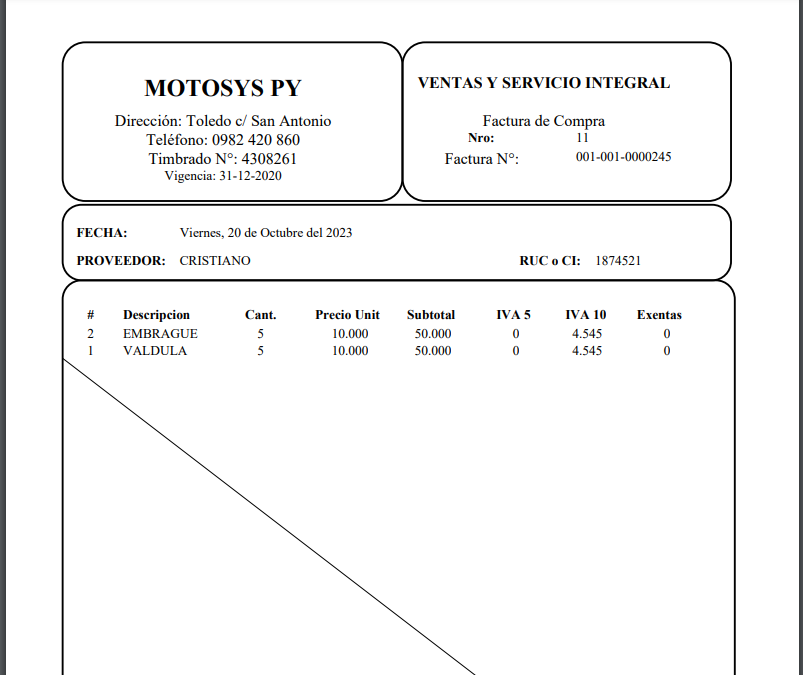 MOTOSYS PY
Dirección: Toledo c/ San Antonio
Teléfono: 0982 420 860
Timbrado N°: 4308261
Vigencia: 31-12-2020
VENTAS Y SERVICIO INTEGRAL
Factura de Compra
Nro: 11
Factura N°: 001-001-0000245
FECHA: Viernes, 20 de Octubre del 2023
PROVEEDOR: CRISTIANO RUC o CI: 1874521
# Descripcion Cant. Precio Unit Subtotal IVA 5 IVA 10 Exentas
2 EMBRAGUE 5 10.000 50.000 0 4.545 0
1 VALDULA 5 10.000 50.000 0 4.545 0